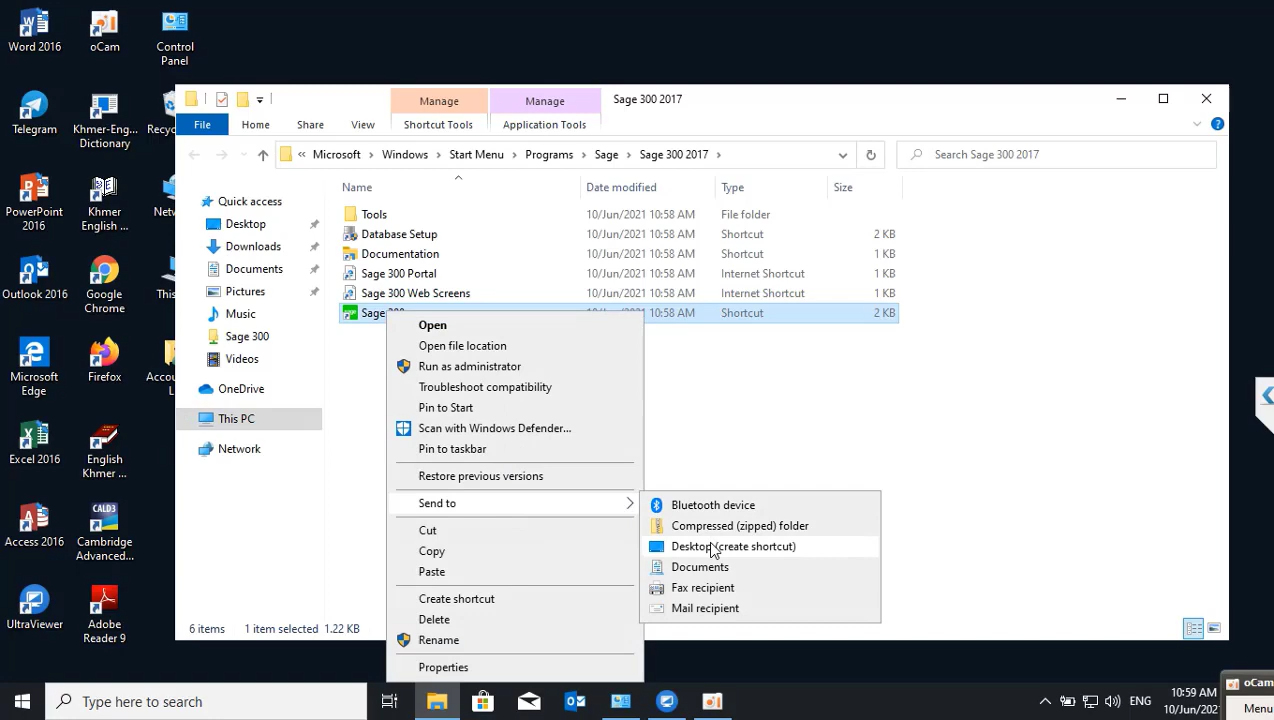 Word 2016
oCam
Control
Panel
Telegram
Khmer-Eng...
Dictionary
Recyc
PowerPoint
2016
Khmer
English ...
Netw
Outlook 2016
Google
Chrome
This
Microsoft
Edge
Firefox
Accou
L
Excel 2016
English
Khmer ...
Access 2016
Cambridge
Advanced...
UltraViewer
Adobe
Reader 9
Manage
Manage
Sage 300 2017
File
Home
Share
View
Shortcut Tools
Application Tools
« Microsoft > Windows > Start Menu > Programs > Sage > Sage 300 2017 >
Search Sage 300 2017
Name
Date modified
Type
Size
Quick access
Desktop
Downloads
Documents
Pictures
Music
Sage 300
Videos
OneDrive
This PC
Network
Tools 10/Jun/2021 10:58 AM File folder
Database Setup 10/Jun/2021 10:58 AM Shortcut 2 KB
Documentation 10/Jun/2021 10:58 AM Shortcut 1 KB
Sage 300 Portal 10/Jun/2021 10:58 AM Internet Shortcut 1 KB
Sage 300 Web Screens 10/Jun/2021 10:58 AM Internet Shortcut 1 KB
Sage 300 10/Jun/2021 10:58 AM Shortcut 2 KB
Open
Open file location
Run as administrator
Troubleshoot compatibility
Pin to Start
Scan with Windows Defender...
Pin to taskbar
Restore previous versions
Send to
Cut
Copy
Paste
Create shortcut
Delete
Rename
Properties
Bluetooth device
Compressed (zipped) folder
Desktop (create shortcut)
Documents
Fax recipient
Mail recipient
6 items 1 item selected 1.22 KB
Type here to search
ENG
10:59 AM
10/Jun/202
oCam
Menu